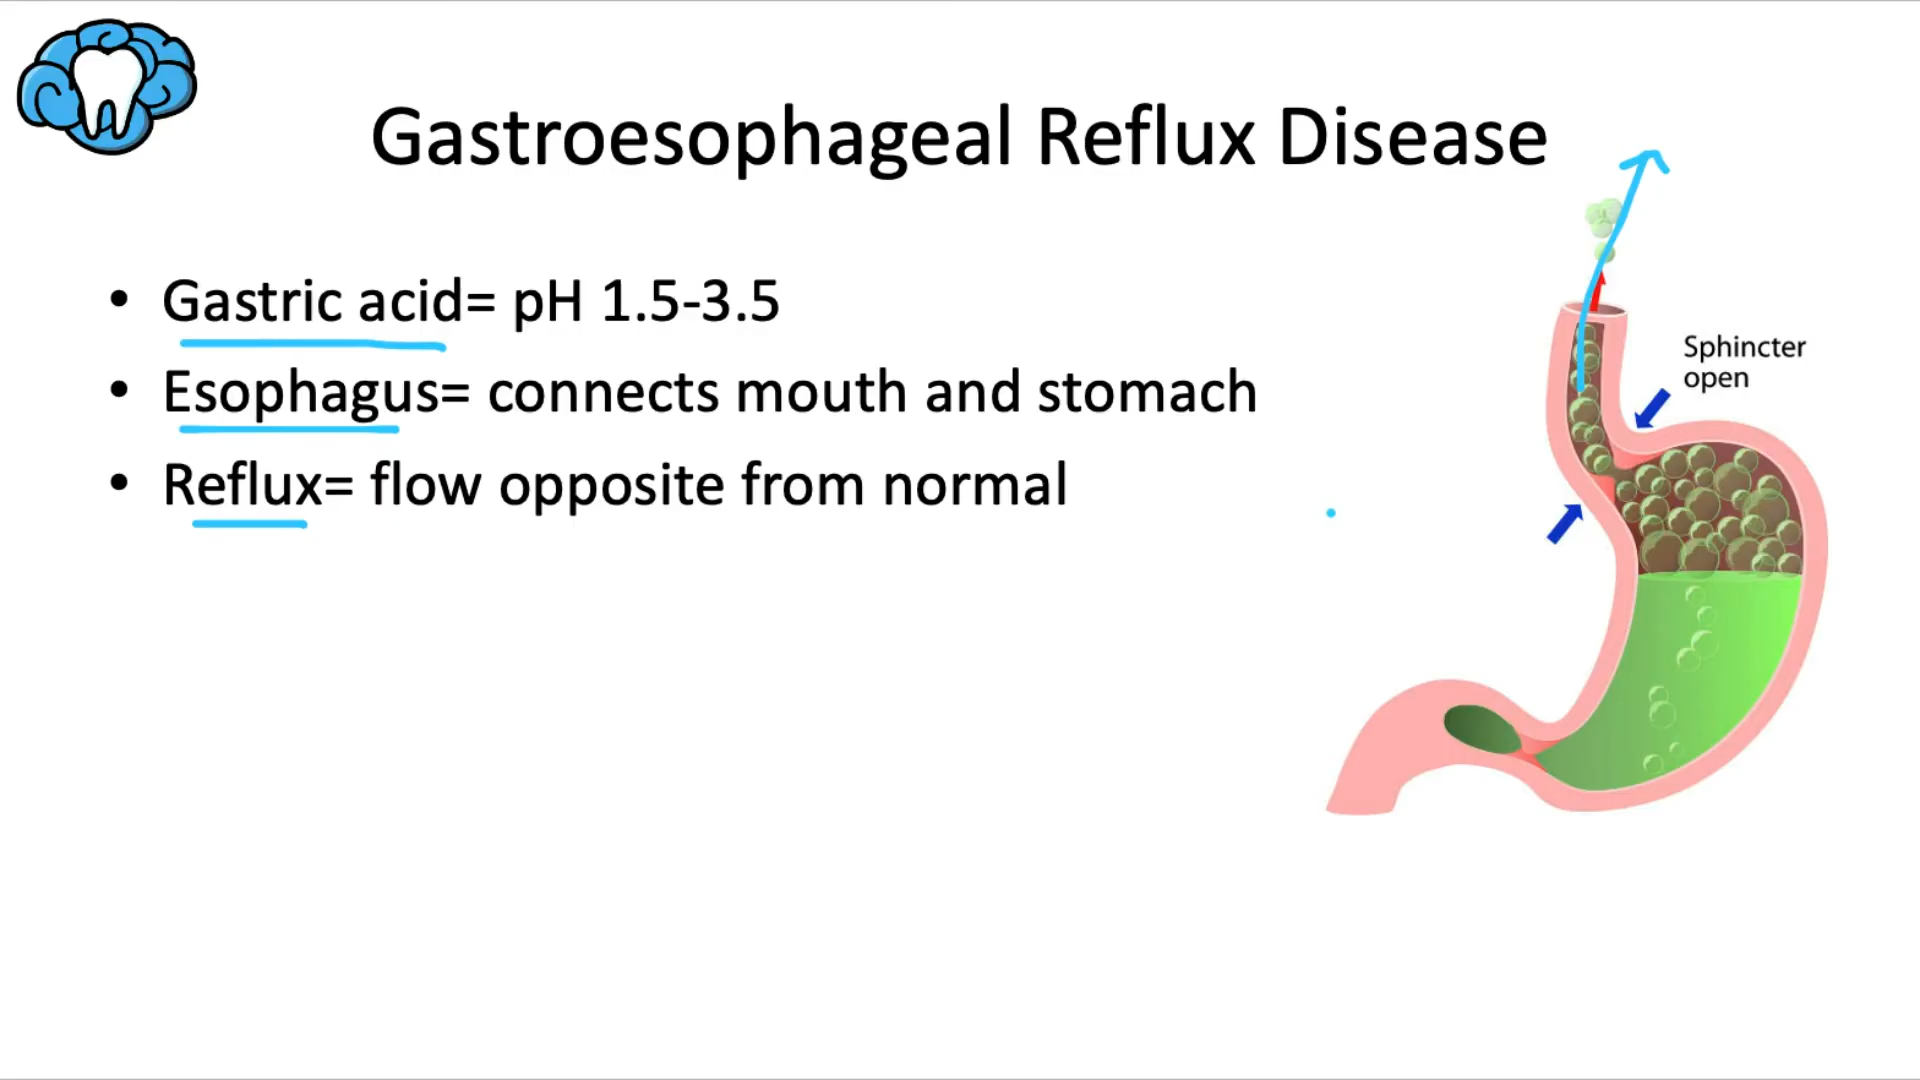 Gastroesophageal Reflux Disease
• Gastric acid= pH 1.5-3.5
• Esophagus= connects mouth and stomach
• Reflux= flow opposite from normal
Sphincter
open